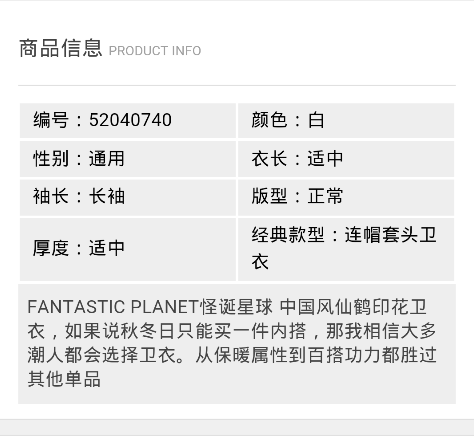 商品信息 PRODUCT INFO
编号：52040740 颜色：白
性别：通用 衣长：适中
袖长：长袖 版型：正常
厚度：适中
经典款型：连帽套头卫
衣
FANTASTIC PLANET怪诞星球 中国风仙鹤印花卫
衣，如果说秋冬日只能买一件内搭，那我相信大多
潮人都会选择卫衣。从保暖属性到百搭功力都胜过
其他单品